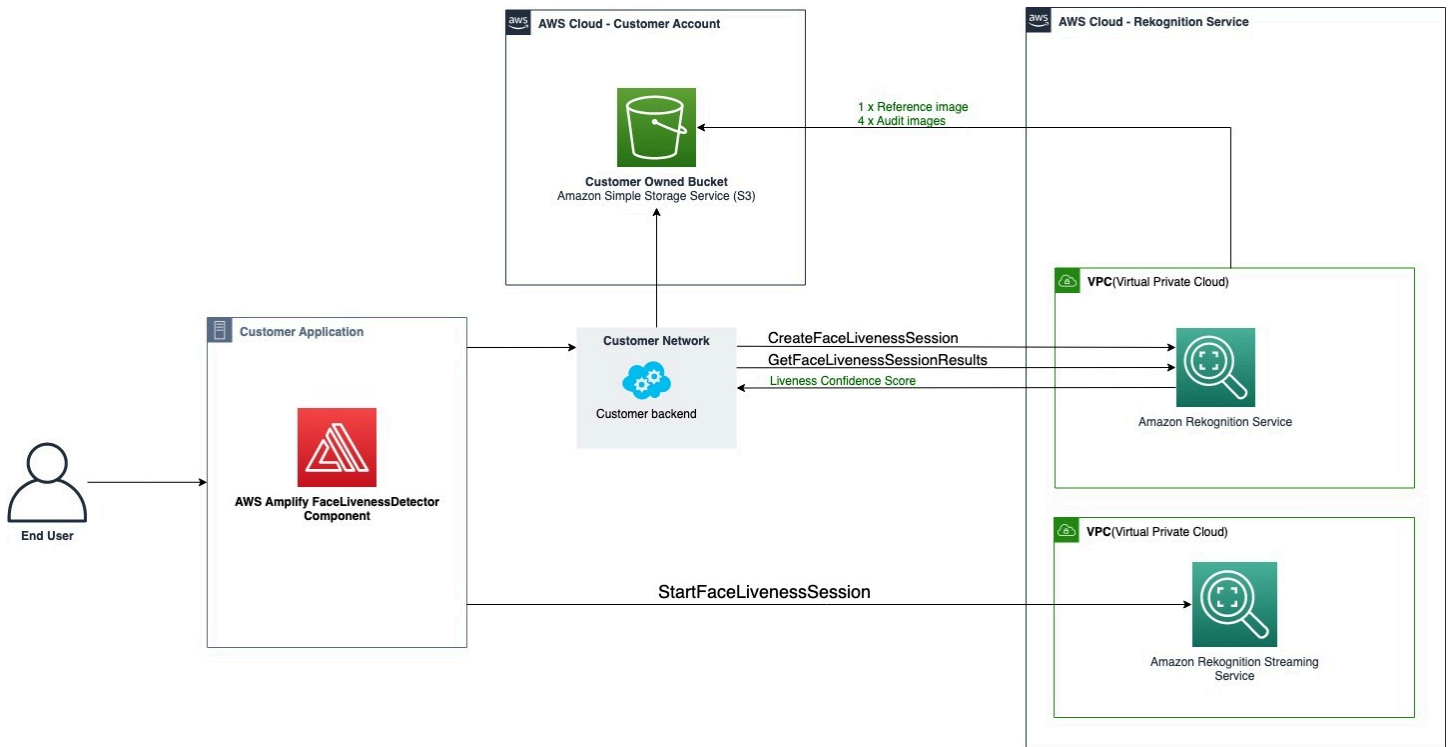 aws
AWS Cloud - Customer Account
aws
AWS Cloud - Rekognition Service
1 x Reference image
4 x Audit images
Customer Owned Bucket
Amazon Simple Storage Service (S3)
VPC(Virtual Private Cloud)
Customer Application
Customer Network
CreateFaceLivenessSession
GetFaceLivenessSessionResults
Liveness Confidence Score
Customer backend
Amazon Rekognition Service
AWS Amplify FaceLivenessDetector
Component
End User
VPC(Virtual Private Cloud)
StartFaceLivenessSession
Amazon Rekognition Streaming
Service